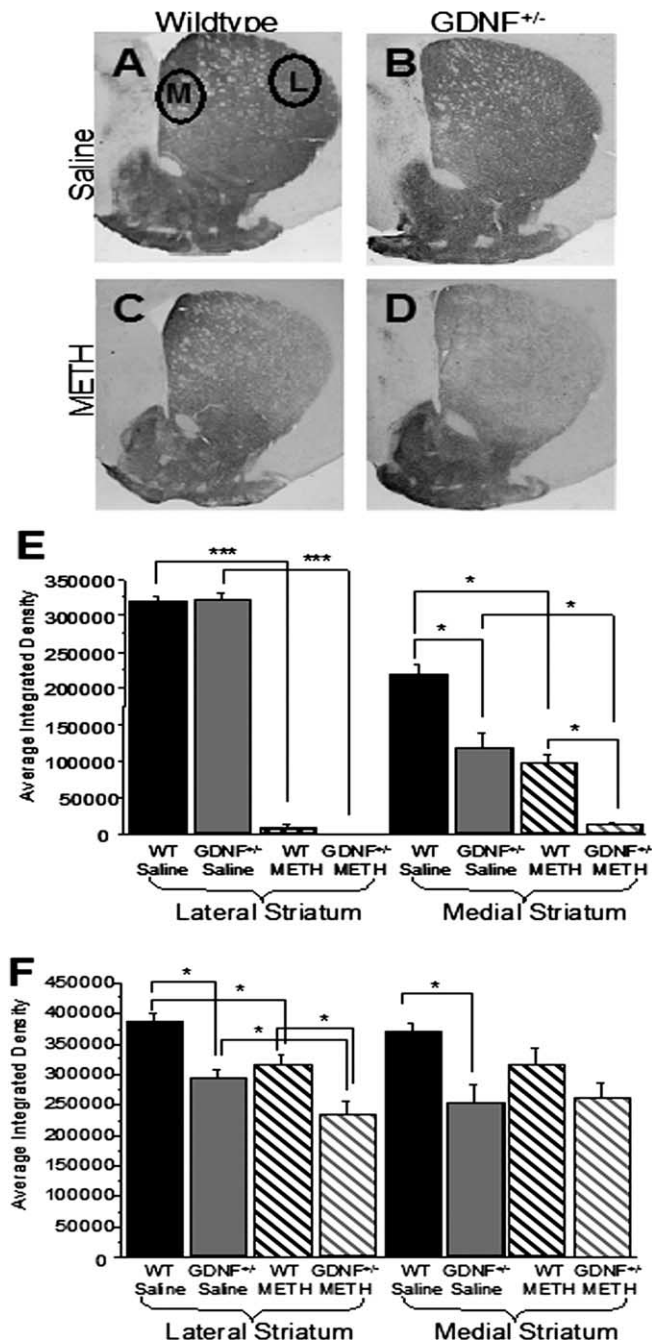 Wildtype GDNF+/-
Saline
A M L B
METH
C D
E
Average Integrated Density
*** *** * * * *
350000
300000
250000
200000
150000
100000
50000
0
WT GDNF+/- WT GDNF+/- WT GDNF+/- WT GDNF+/-
Saline Saline METH METH Saline Saline METH METH
Lateral Striatum Medial Striatum
F
Average Integrated Density
* * * * *
450000
400000
350000
300000
250000
200000
150000
100000
50000
0
WT GDNF+/- WT GDNF+/- WT GDNF+/- WT GDNF+/-
Saline Saline METH METH Saline Saline METH METH
Lateral Striatum Medial Striatum